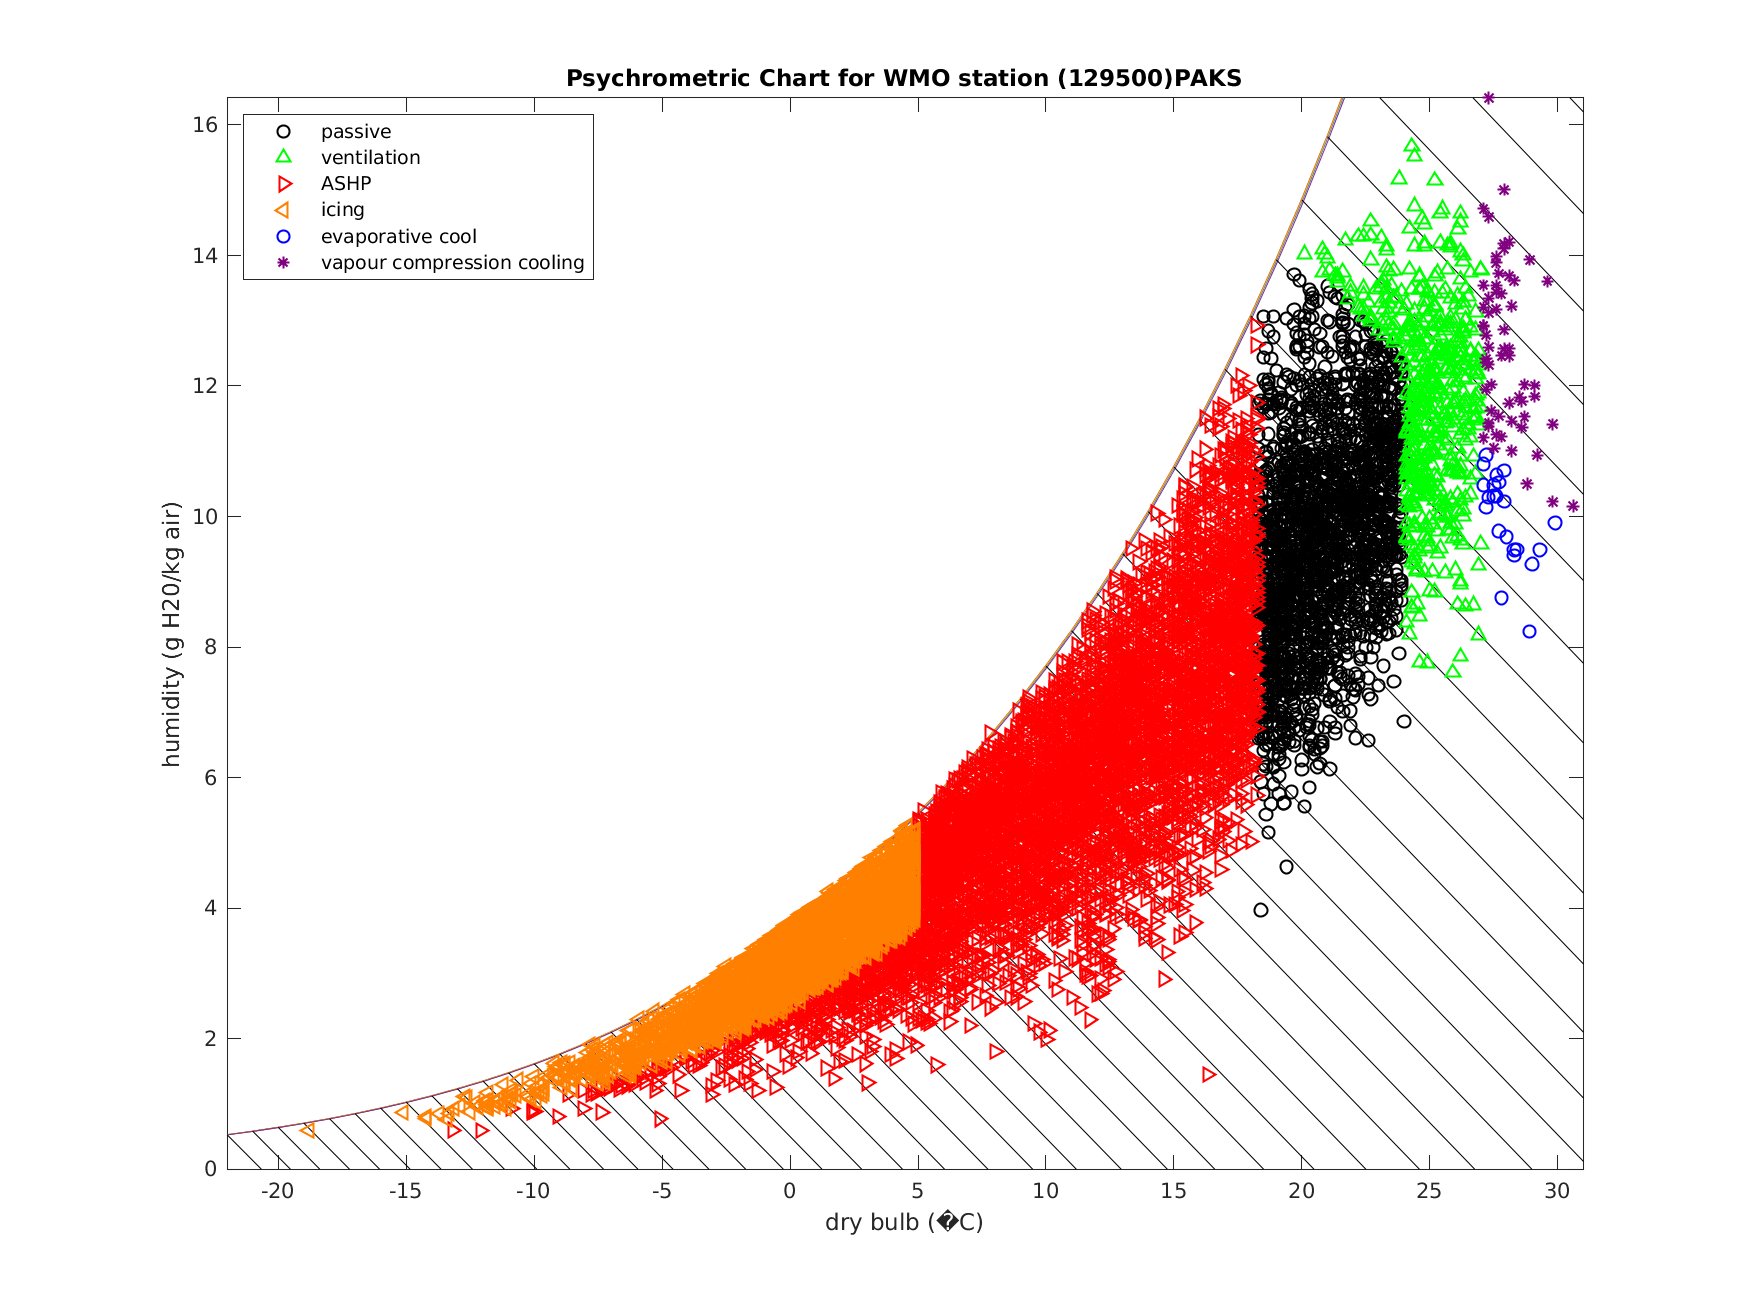 Psychrometric Chart for WMO station (129500)PAKS
passive
ventilation
ASHP
icing
evaporative cool
vapour compression cooling
humidity (g H20/kg air)
16
14
12
10
8
6
4
2
0
-20 -15 -10 -5 0 5 10 15 20 25 30
dry bulb (�C)